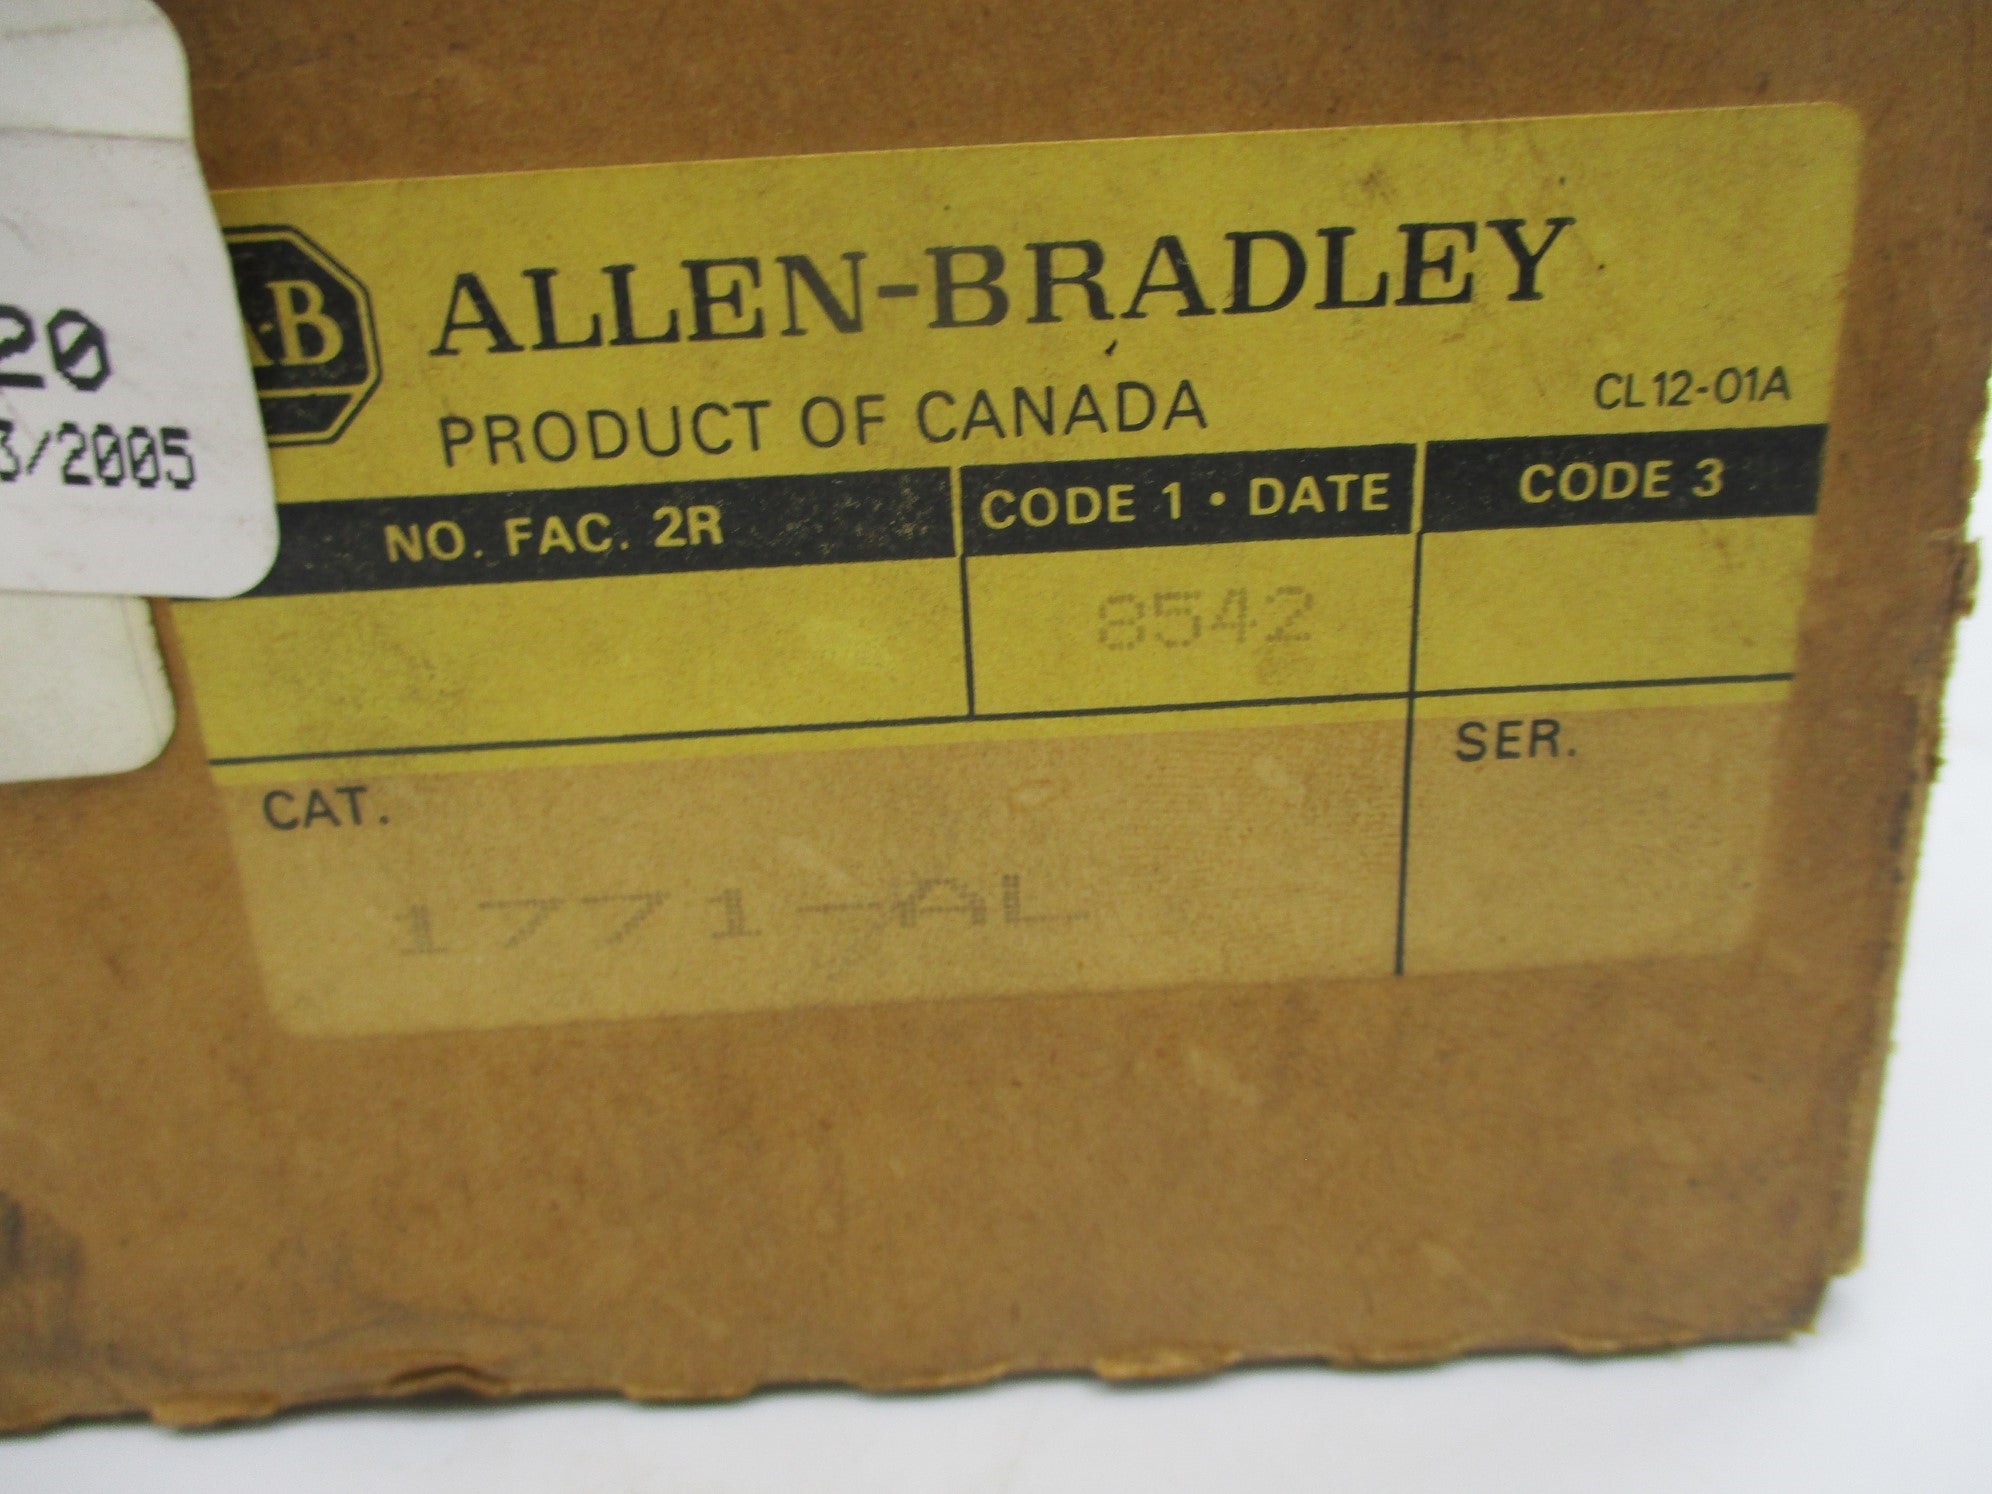 20
3/2005
A-B
ALLEN-BRADLEY
PRODUCT OF CANADA
CL12-01A
NO. FAC. 2R
CODE 1 • DATE
CODE 3
8542
CAT.
SER.
1771-AL